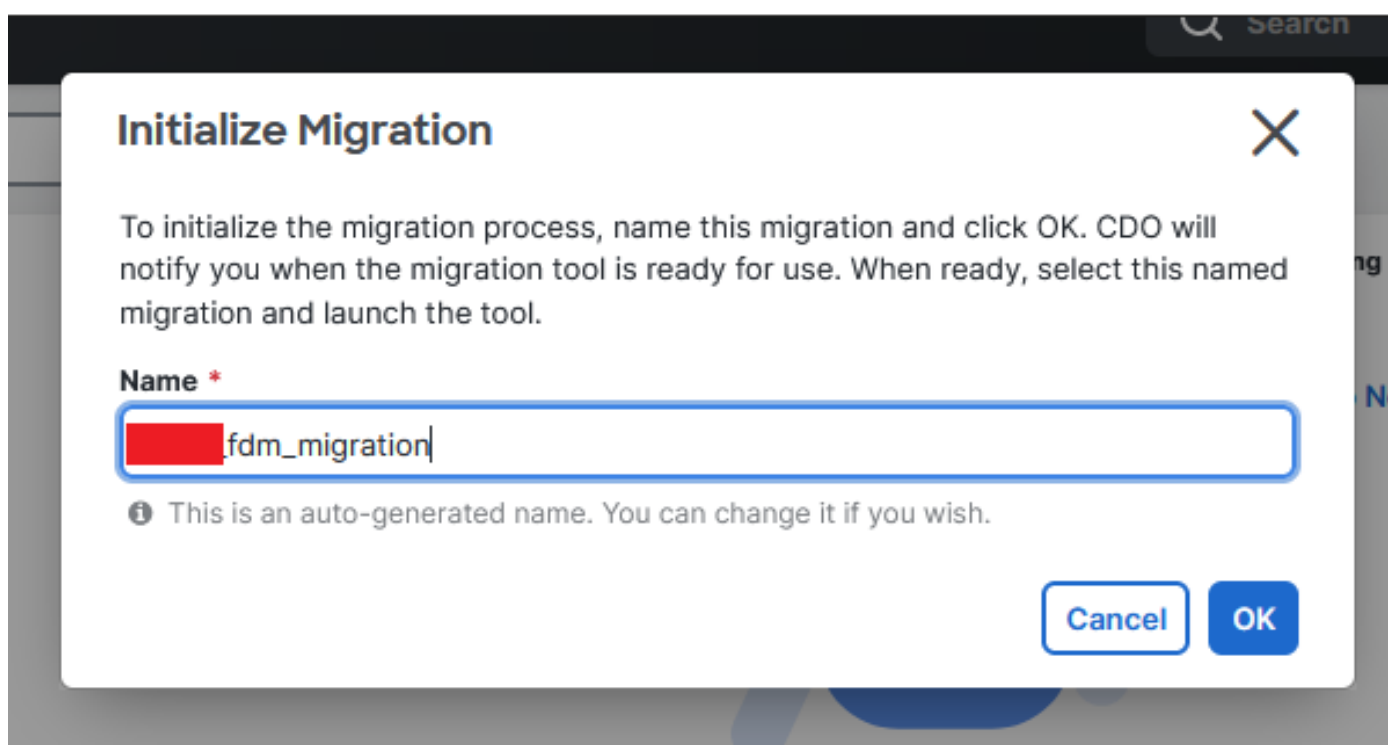 Search
Initialize Migration
To initialize the migration process, name this migration and click OK. CDO will
notify you when the migration tool is ready for use. When ready, select this named
migration and launch the tool.
Name *
_fdm_migration
This is an auto-generated name. You can change it if you wish.
Cancel
OK